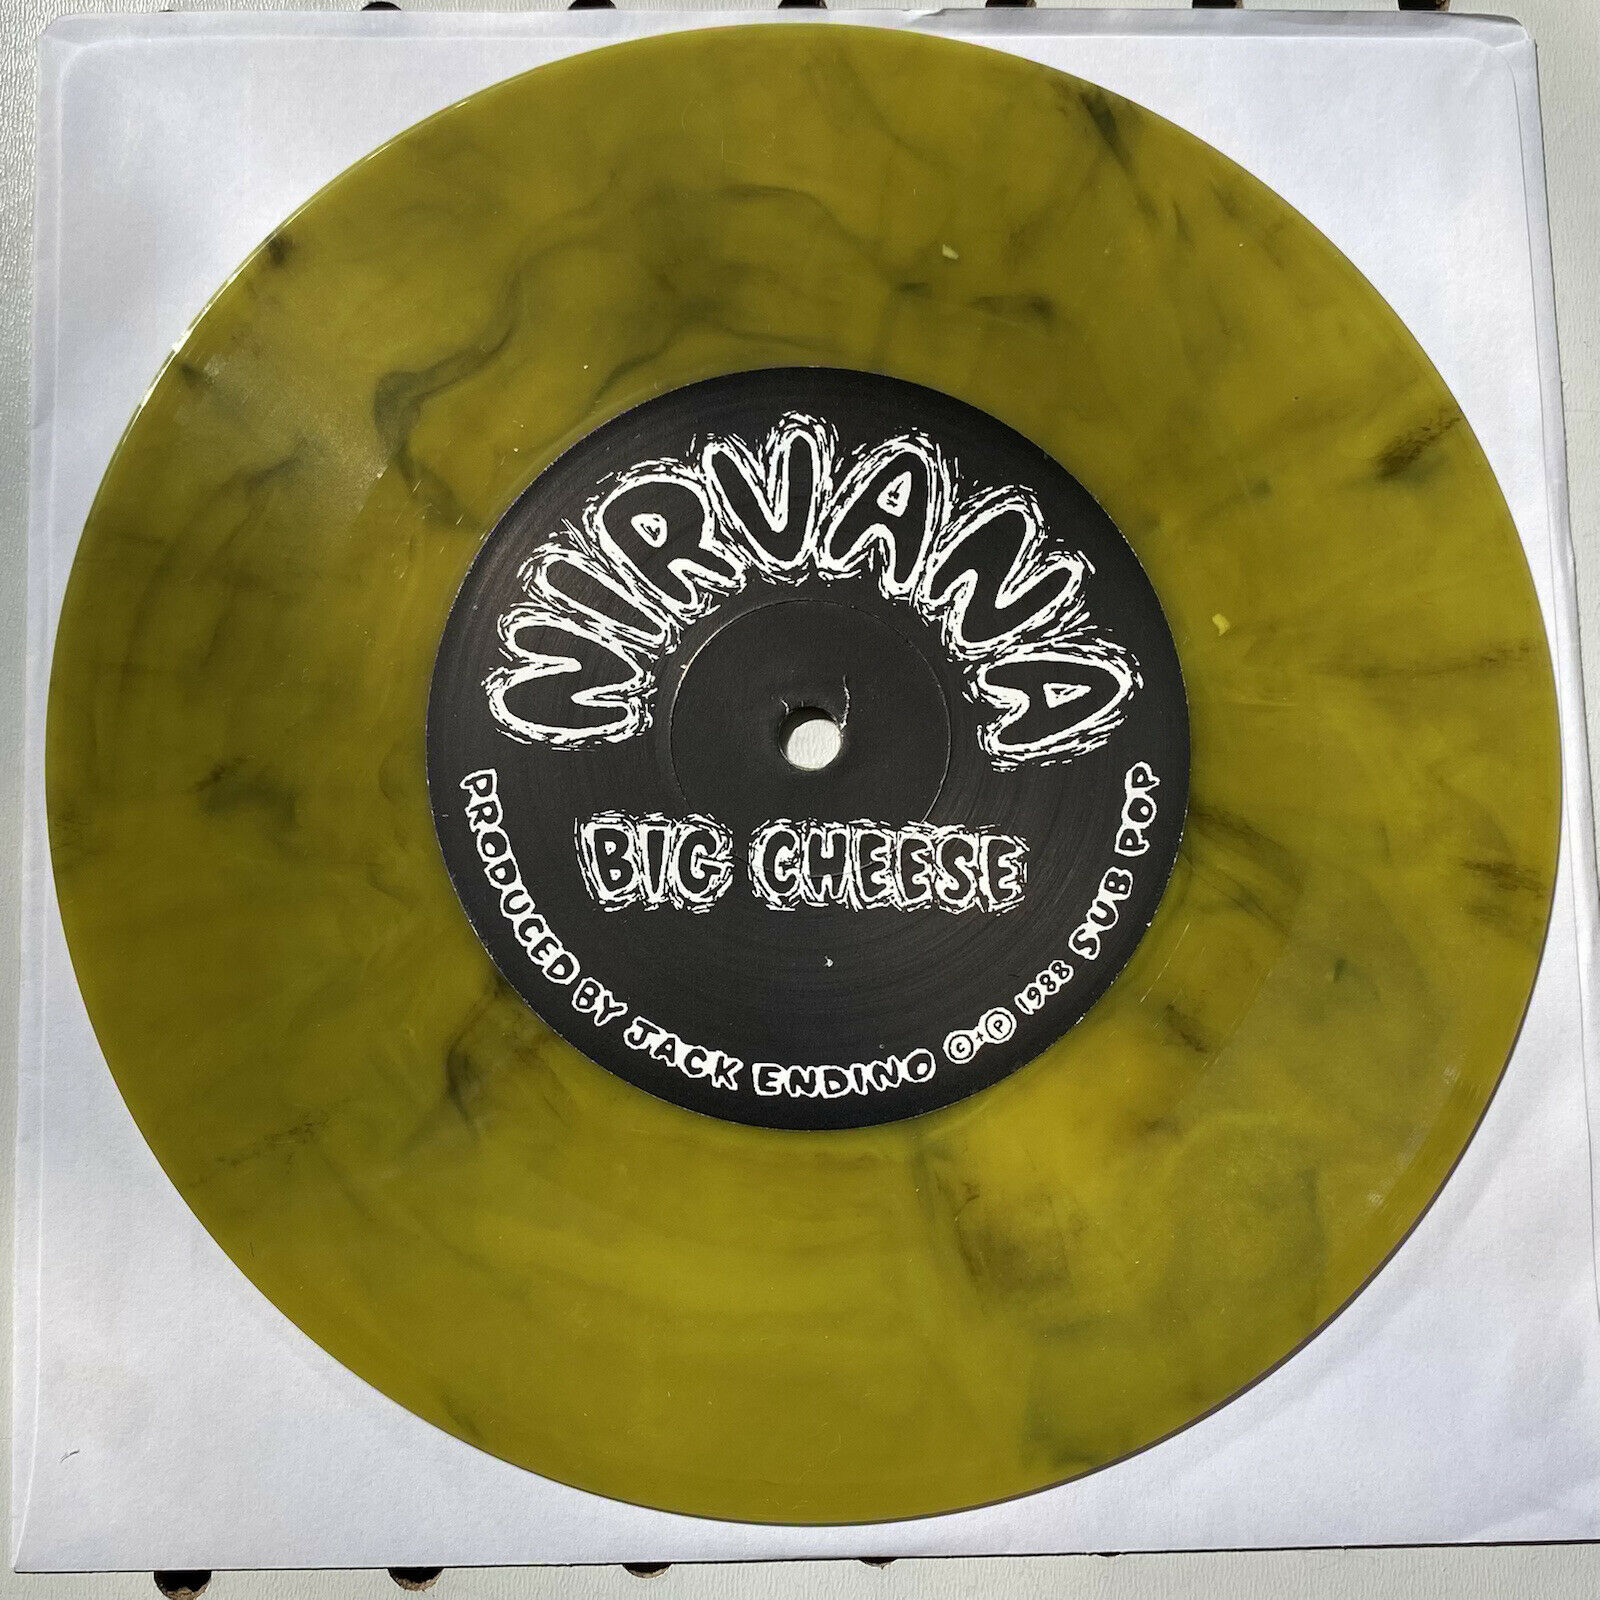 NIRVANA
BIG CHEESE
PRODUCED BY JACK ENDINO ©+℗ 1988 SUB POP